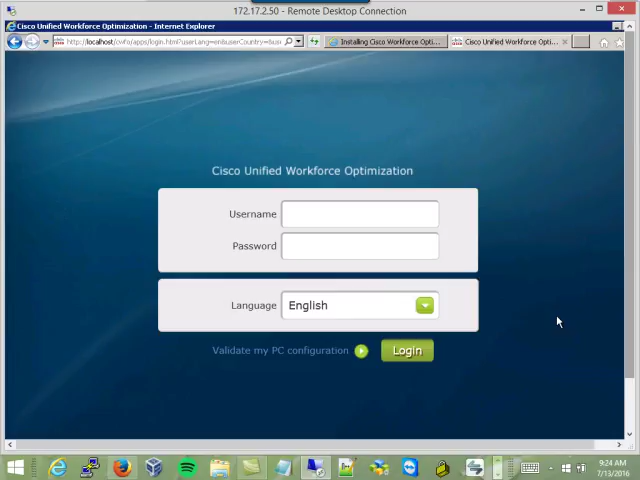 172.17.2.50 - Remote Desktop Connection
Cisco Unified Workforce Optimization - Internet Explorer
Installing Cisco Workforce Opti...
Cisco Unified Workforce Opti...
Cisco Unified Workforce Optimization
Username
Password
Language
English
Validate my PC configuration
Login
9:24 AM
7/13/2016